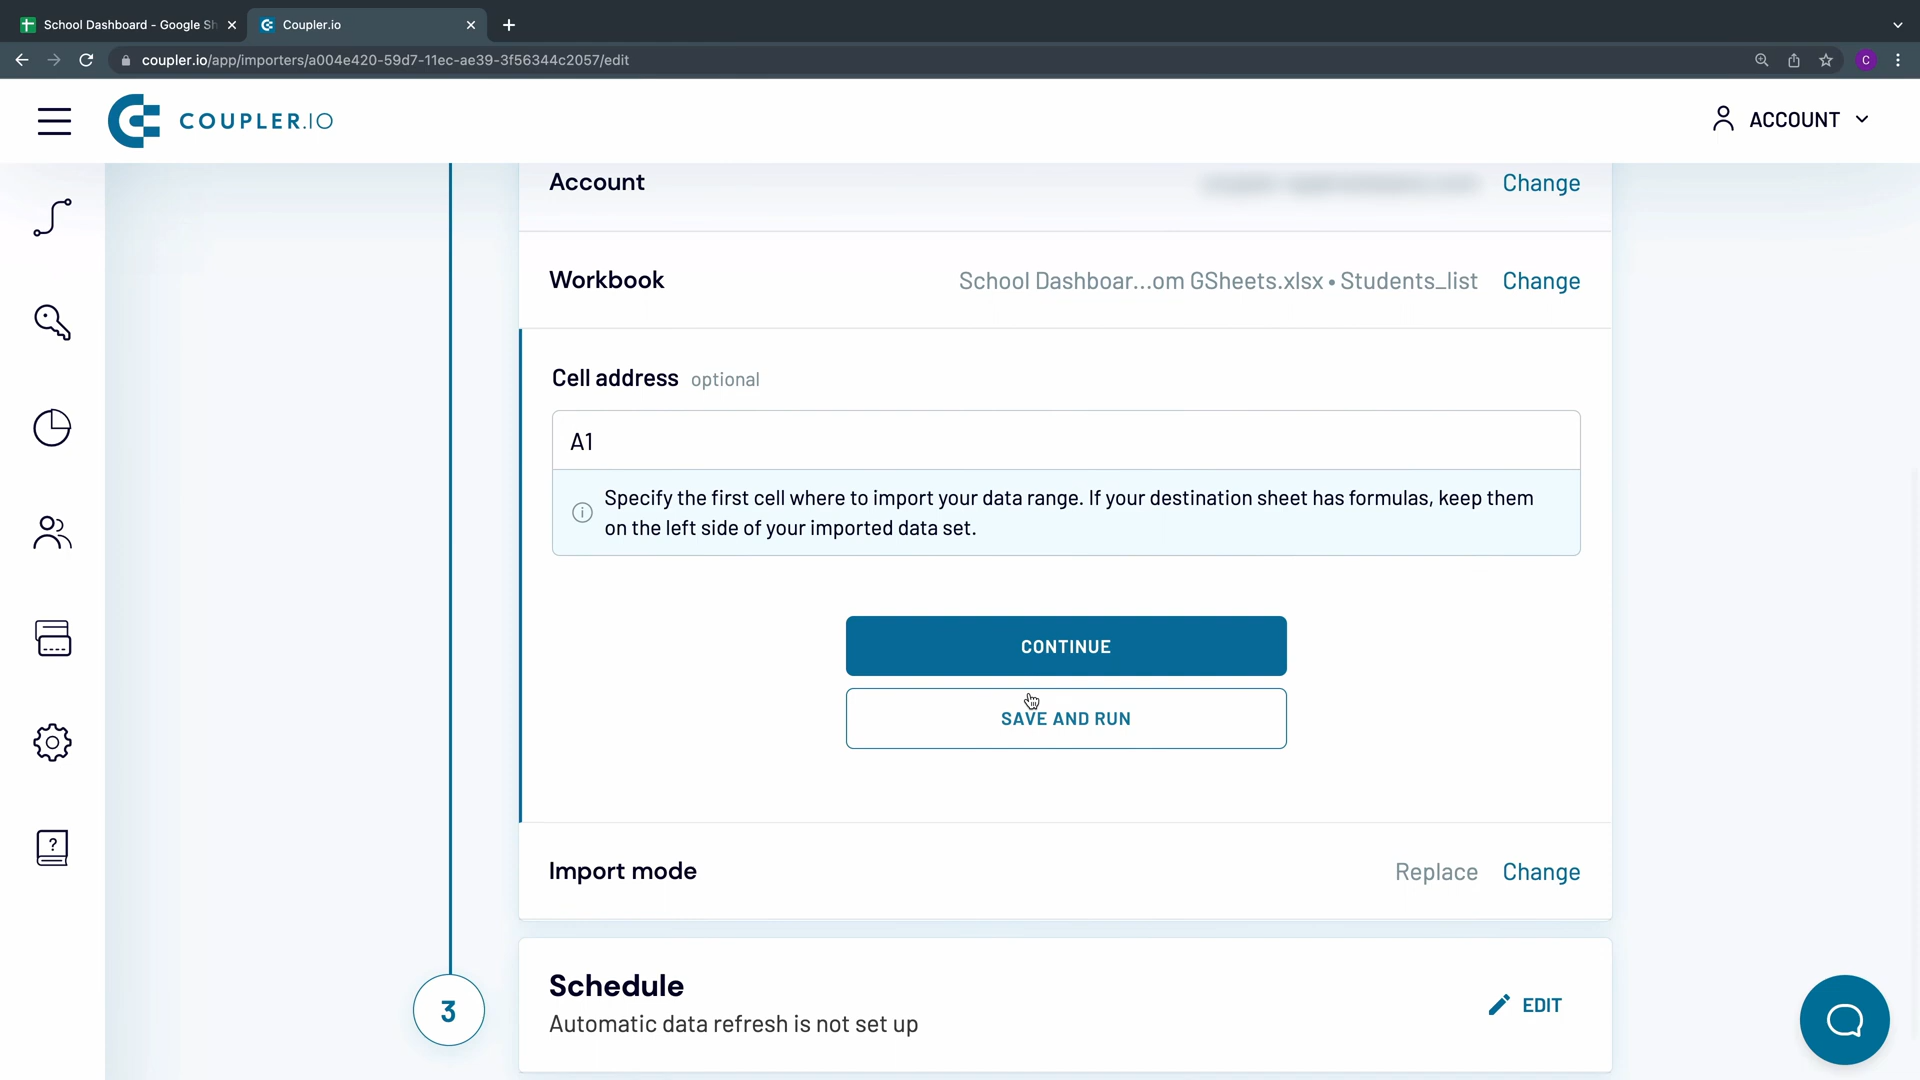 School Dashboard - Google Sh
Coupler.io
coupler.io/app/importers/a004e420-59d7-11ec-ae39-3f56344c2057/edit
C
COUPLER.IO
ACCOUNT
Account
Change
Workbook
School Dashboar...om GSheets.xlsx • Students_list
Change
Cell address optional
A1
Specify the first cell where to import your data range. If your destination sheet has formulas, keep them
on the left side of your imported data set.
CONTINUE
SAVE AND RUN
Import mode
Replace
Change
3
Schedule
Automatic data refresh is not set up
EDIT